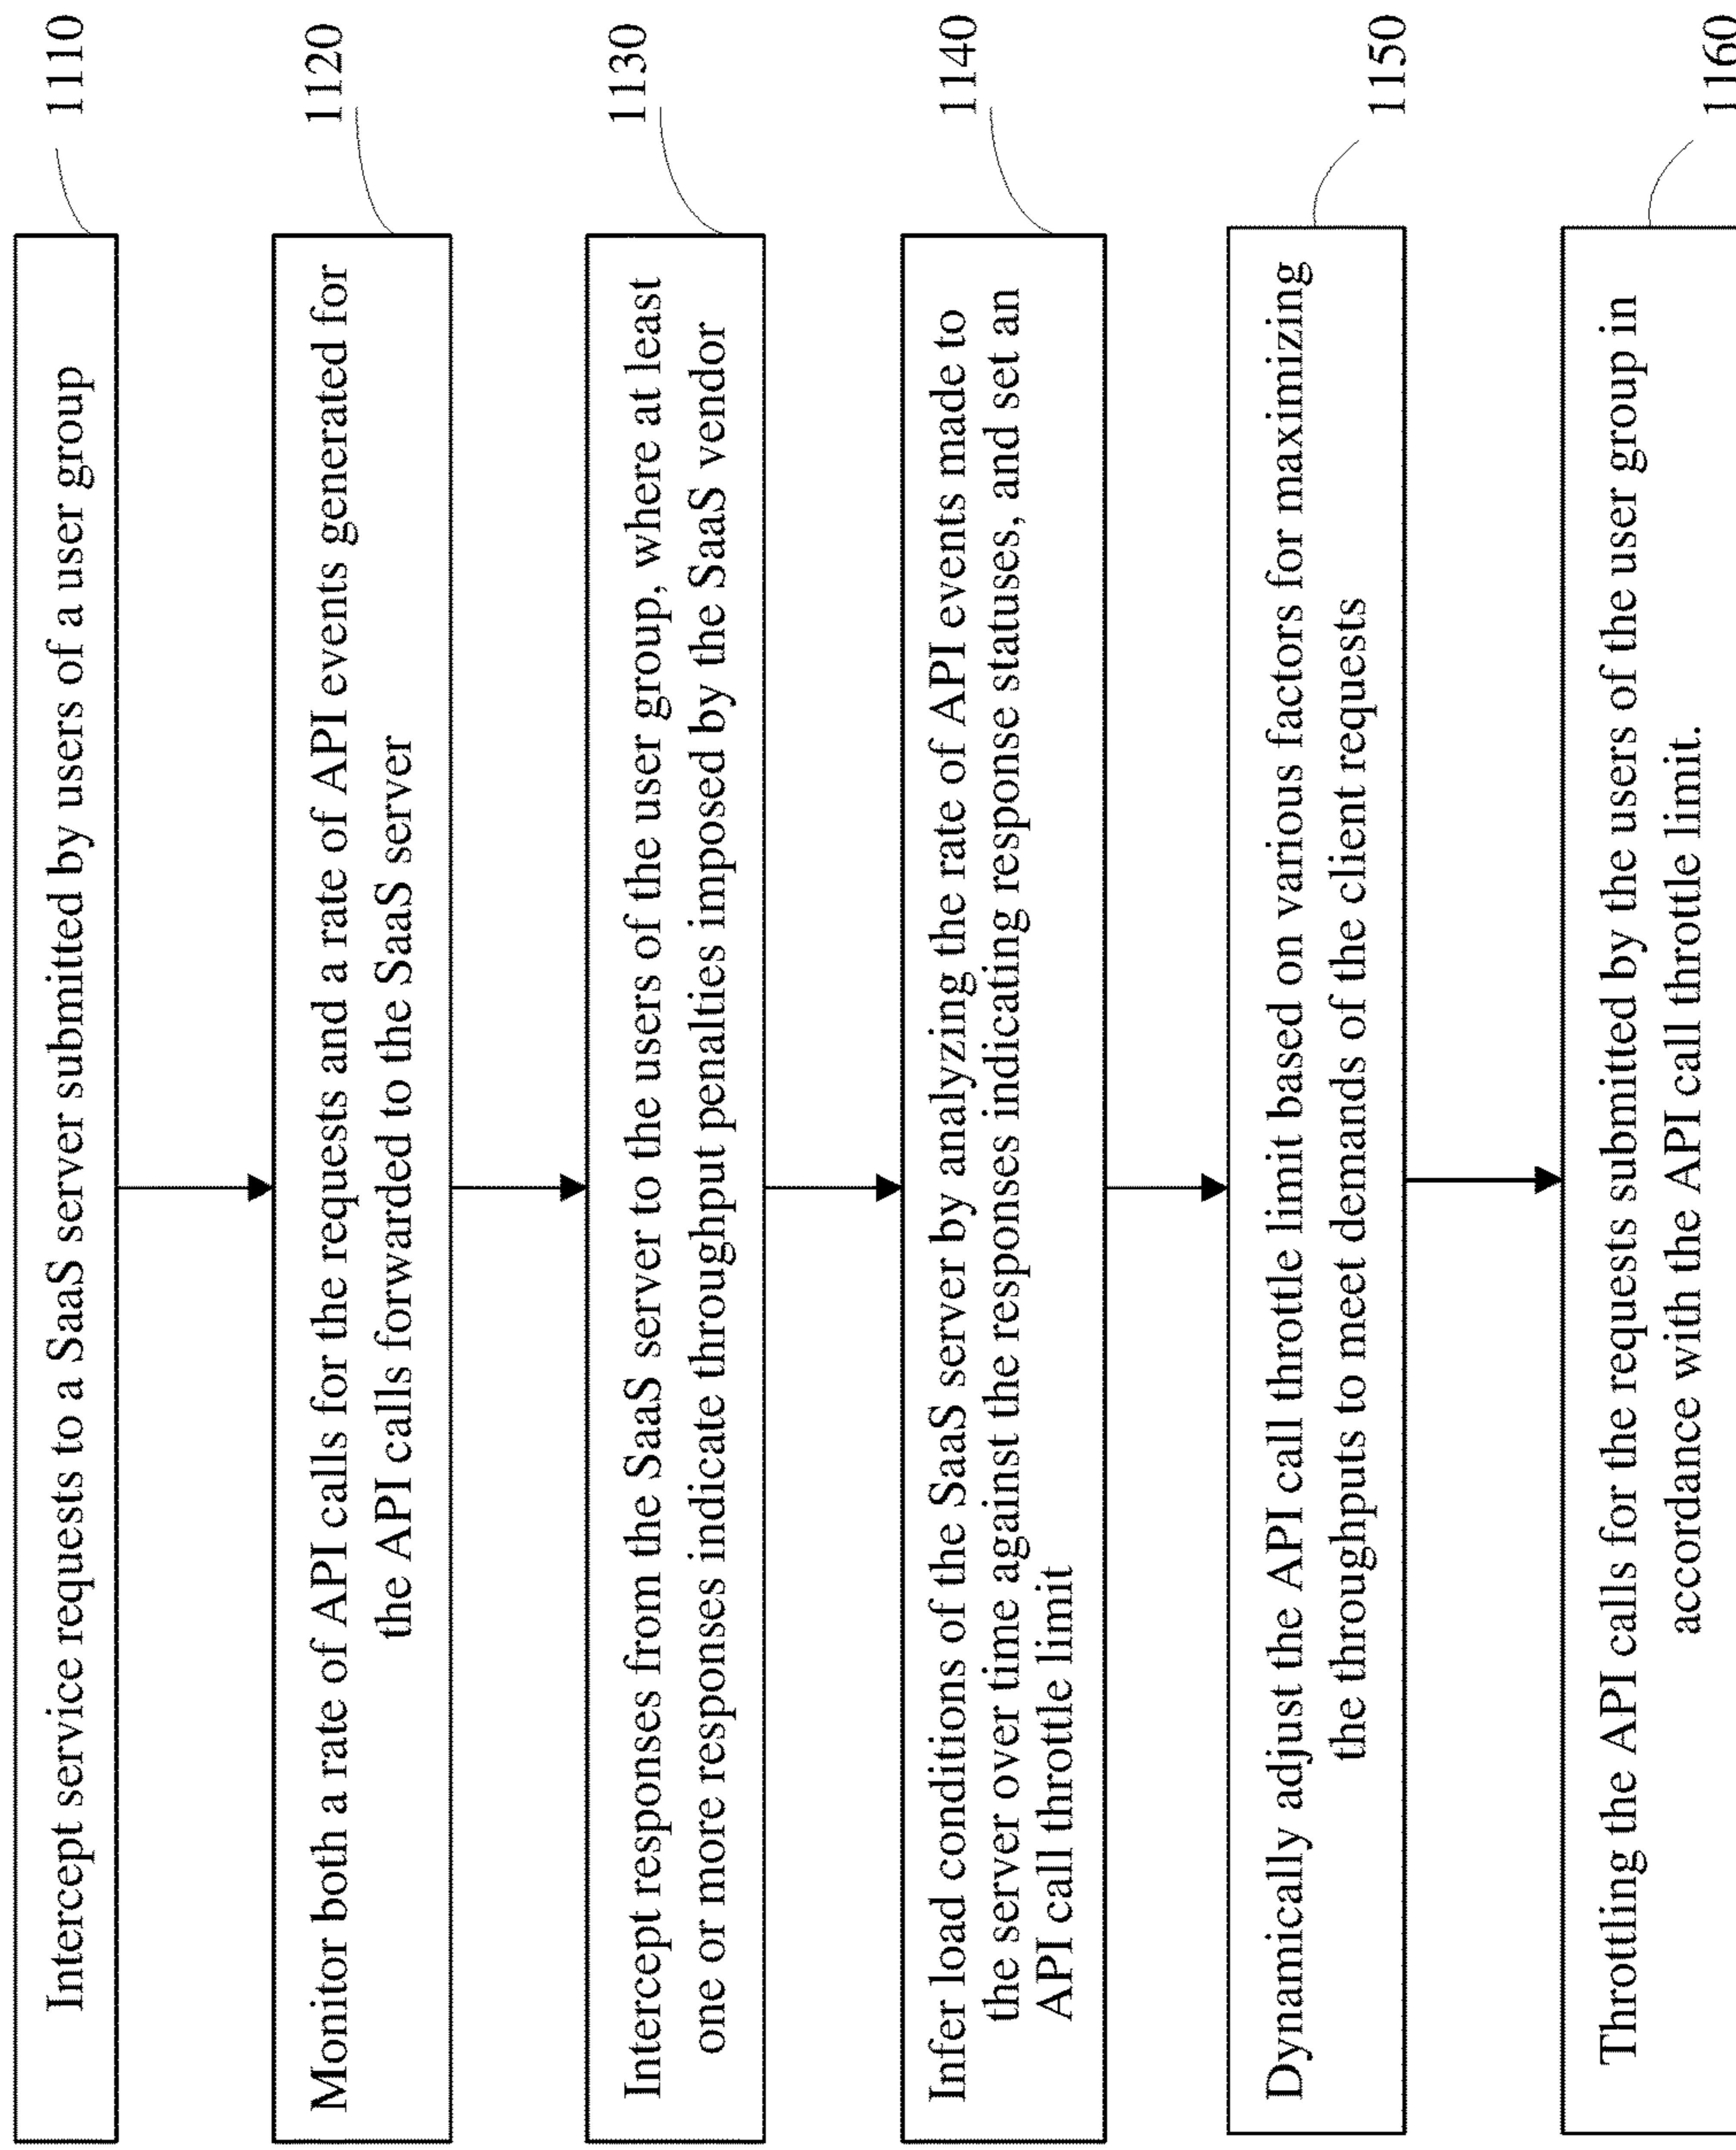 Intercept service requests to a SaaS server submitted by users of a user group
1110
Monitor both a rate of API calls for the requests and a rate of API events generated for
the API calls forwarded to the SaaS server
1120
Intercept responses from the SaaS server to the users of the user group, where at least
one or more responses indicate throughput penalties imposed by the SaaS vendor
1130
Infer load conditions of the SaaS server by analyzing the rate of API events made to
the server over time against the responses indicating response statuses, and set an
API call throttle limit
1140
Dynamically adjust the API call throttle limit based on various factors for maximizing
the throughputs to meet demands of the client requests
1150
Throttling the API calls for the requests submitted by the users of the user group in
accordance with the API call throttle limit.
1160